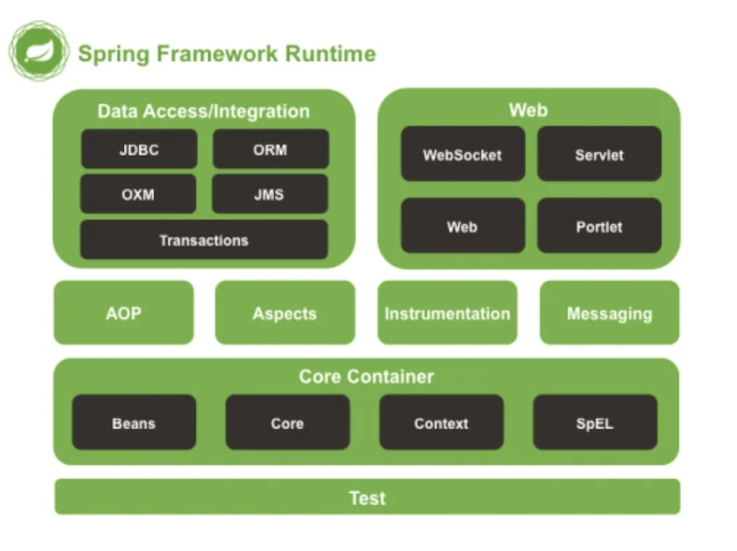 Spring Framework Runtime
Data Access/Integration
JDBC
ORM
OXM
JMS
Transactions
Web
WebSocket
Servlet
Web
Portlet
AOP
Aspects
Instrumentation
Messaging
Core Container
Beans
Core
Context
SpEL
Test